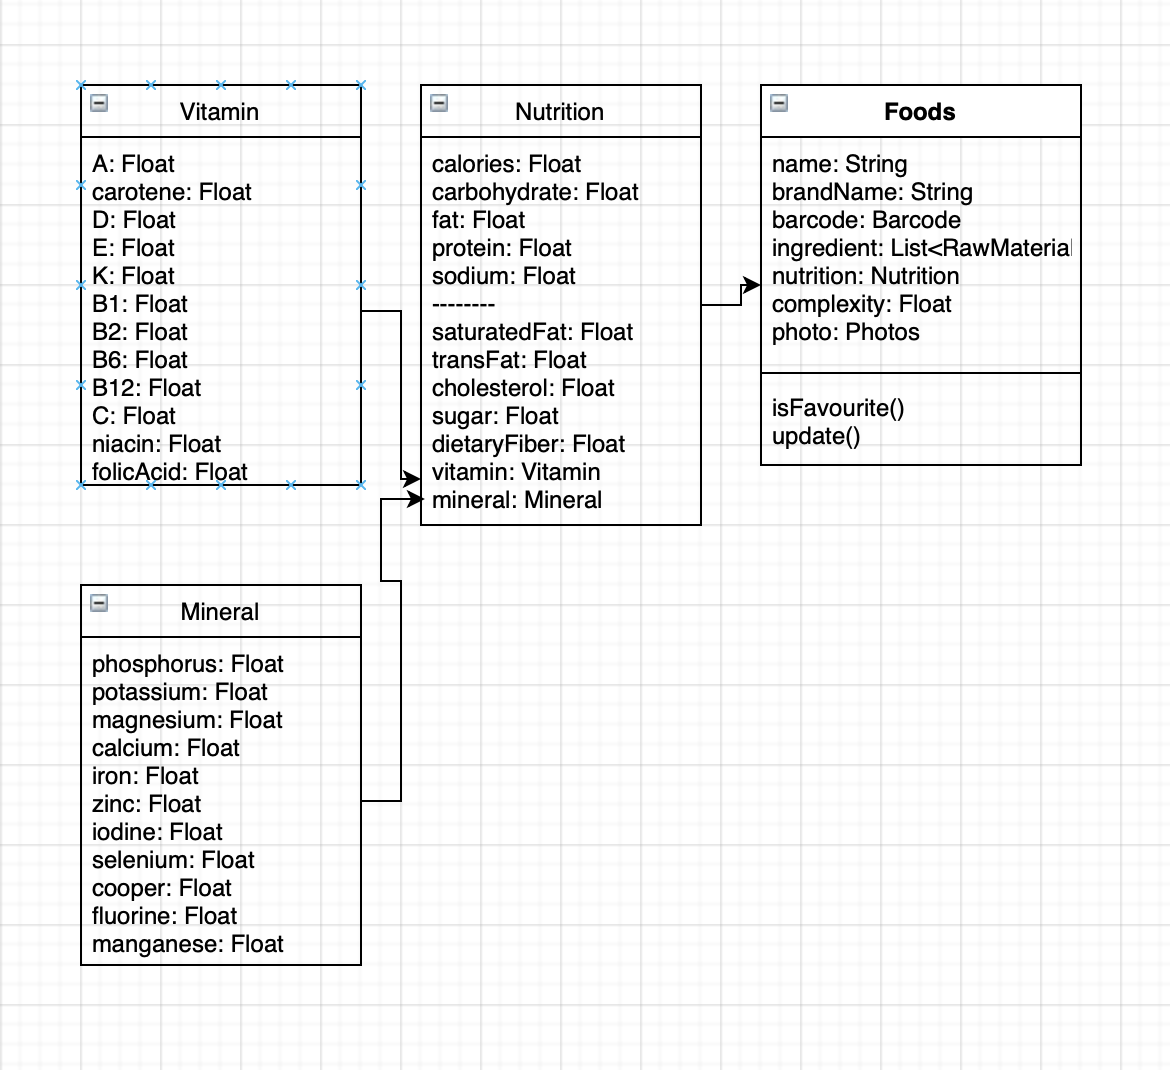 Vitamin
A: Float
carotene: Float
D: Float
E: Float
K: Float
B1: Float
B2: Float
B6: Float
B12: Float
C: Float
niacin: Float
folicAcid: Float
Nutrition
calories: Float
carbohydrate: Float
fat: Float
protein: Float
sodium: Float
--------
saturatedFat: Float
transFat: Float
cholesterol: Float
sugar: Float
dietaryFiber: Float
vitamin: Vitamin
mineral: Mineral
Foods
name: String
brandName: String
barcode: Barcode
ingredient: List<RawMaterial
nutrition: Nutrition
complexity: Float
photo: Photos
isFavourite()
update()
Mineral
phosphorus: Float
potassium: Float
magnesium: Float
calcium: Float
iron: Float
zinc: Float
iodine: Float
selenium: Float
cooper: Float
fluorine: Float
manganese: Float